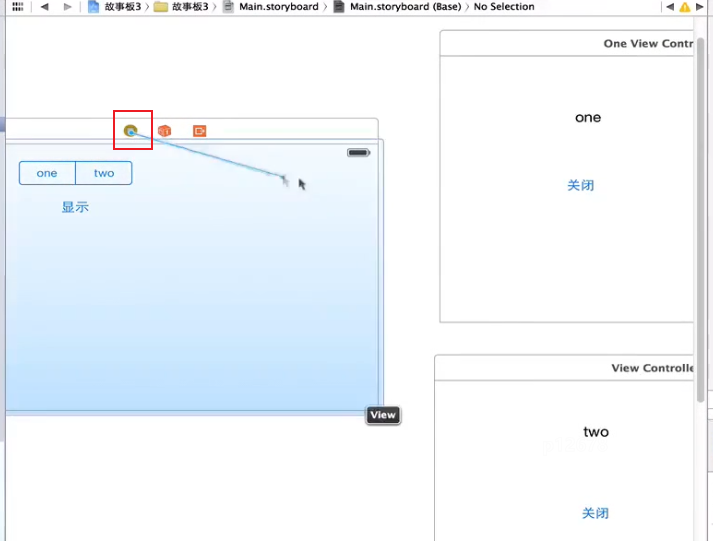 故事板3 〉 故事板3 〉 Main.storyboard 〉 Main.storyboard (Base) 〉 No Selection
One View Contr
one
关闭
one two
显示
View
View Controlle
two
关闭